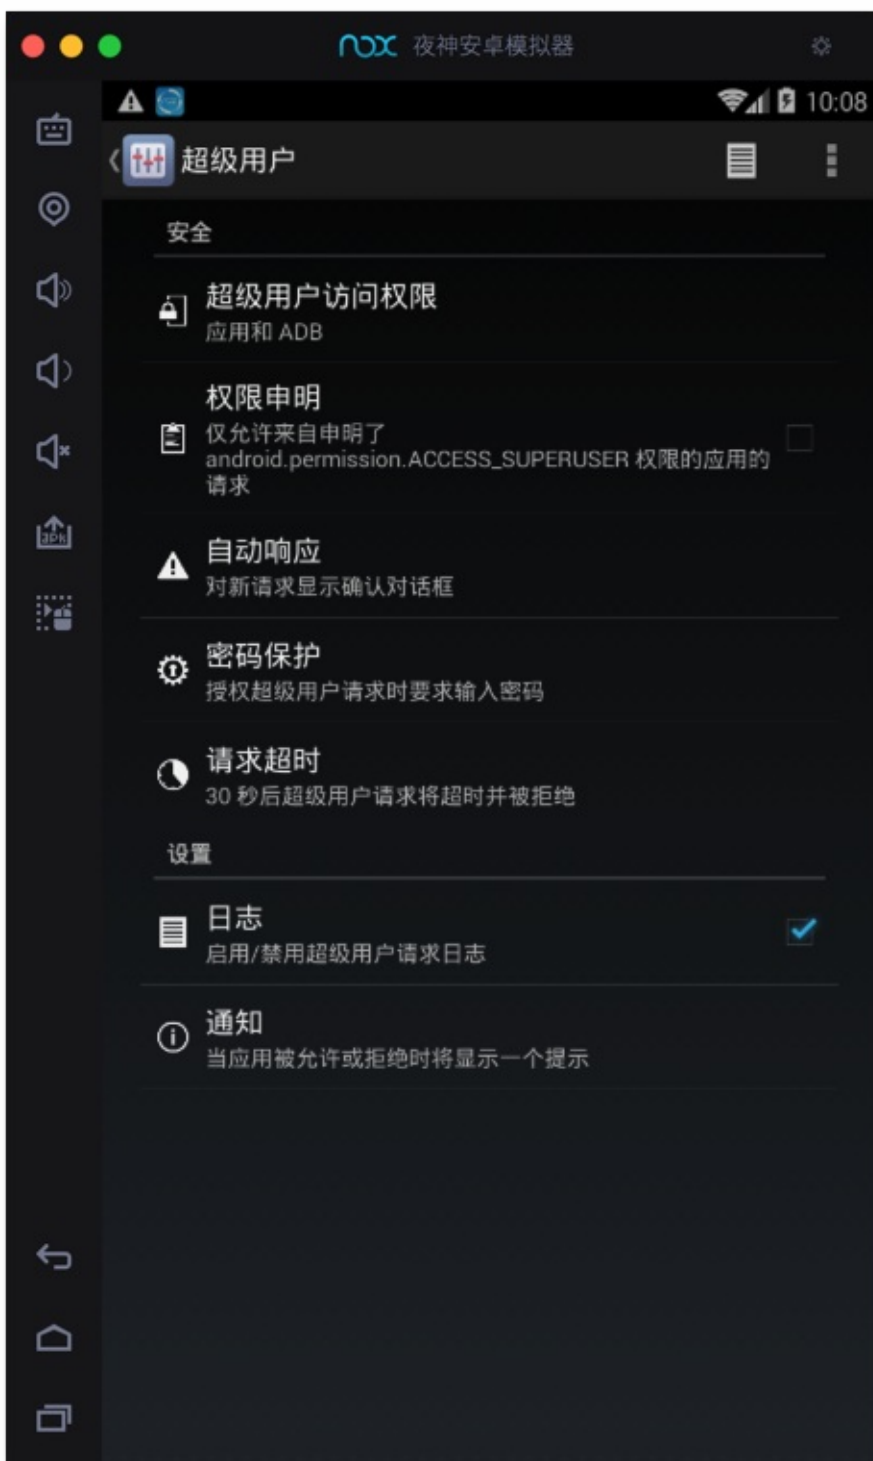 nox 夜神安卓模拟器
10:08
超级用户
安全
超级用户访问权限
应用和 ADB
权限申明
仅允许来自申明了
android.permission.ACCESS_SUPERUSER 权限的应用的
请求
自动响应
对新请求显示确认对话框
密码保护
授权超级用户请求时要求输入密码
请求超时
30 秒后超级用户请求将超时并被拒绝
设置
日志
启用/禁用超级用户请求日志
通知
当应用被允许或拒绝时将显示一个提示